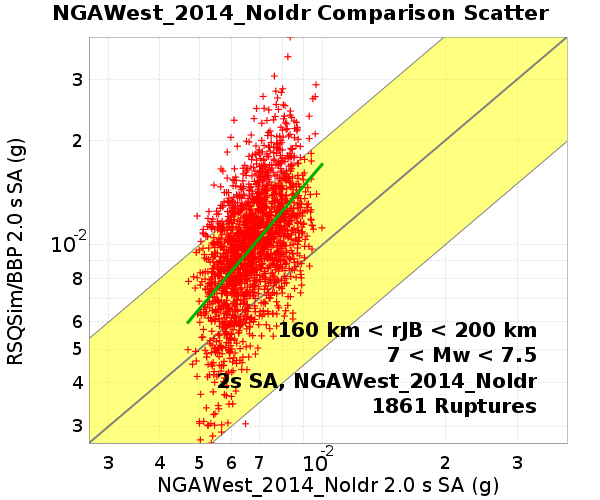 NGAWest_2014_NoIdr Comparison Scatter
RSQSim/BBP 2.0 s SA (g)
3
2
10-2
8
6
5
4
3
160 km < rJB < 200 km
7 < Mw < 7.5
2s SA, NGAWest_2014_NoIdr
1861 Ruptures
3 4 5 6 7 10-2 2 3
NGAWest_2014_NoIdr 2.0 s SA (g)